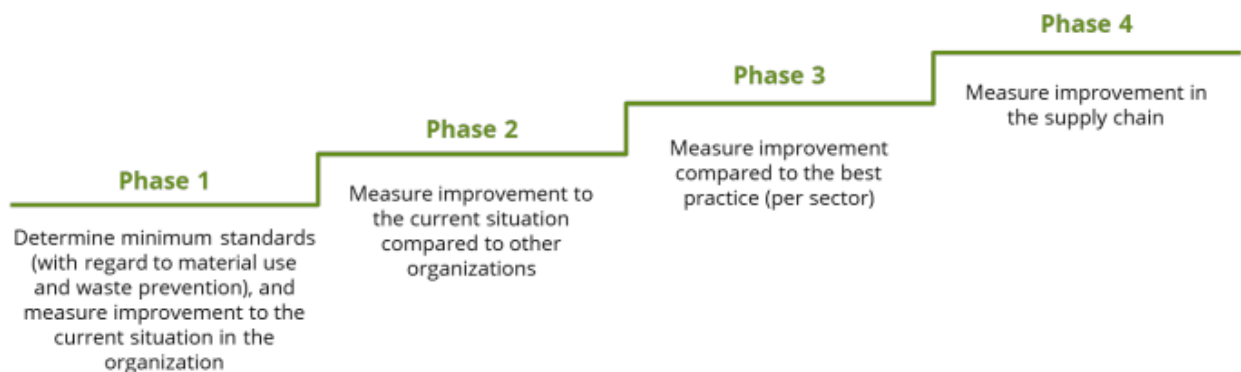 Phase 1
Determine minimum standards
(with regard to material use
and waste prevention), and
measure improvement to the
current situation in the
organization
Phase 2
Measure improvement to
the current situation
compared to other
organizations
Phase 3
Measure improvement
compared to the best
practice (per sector)
Phase 4
Measure improvement in
the supply chain